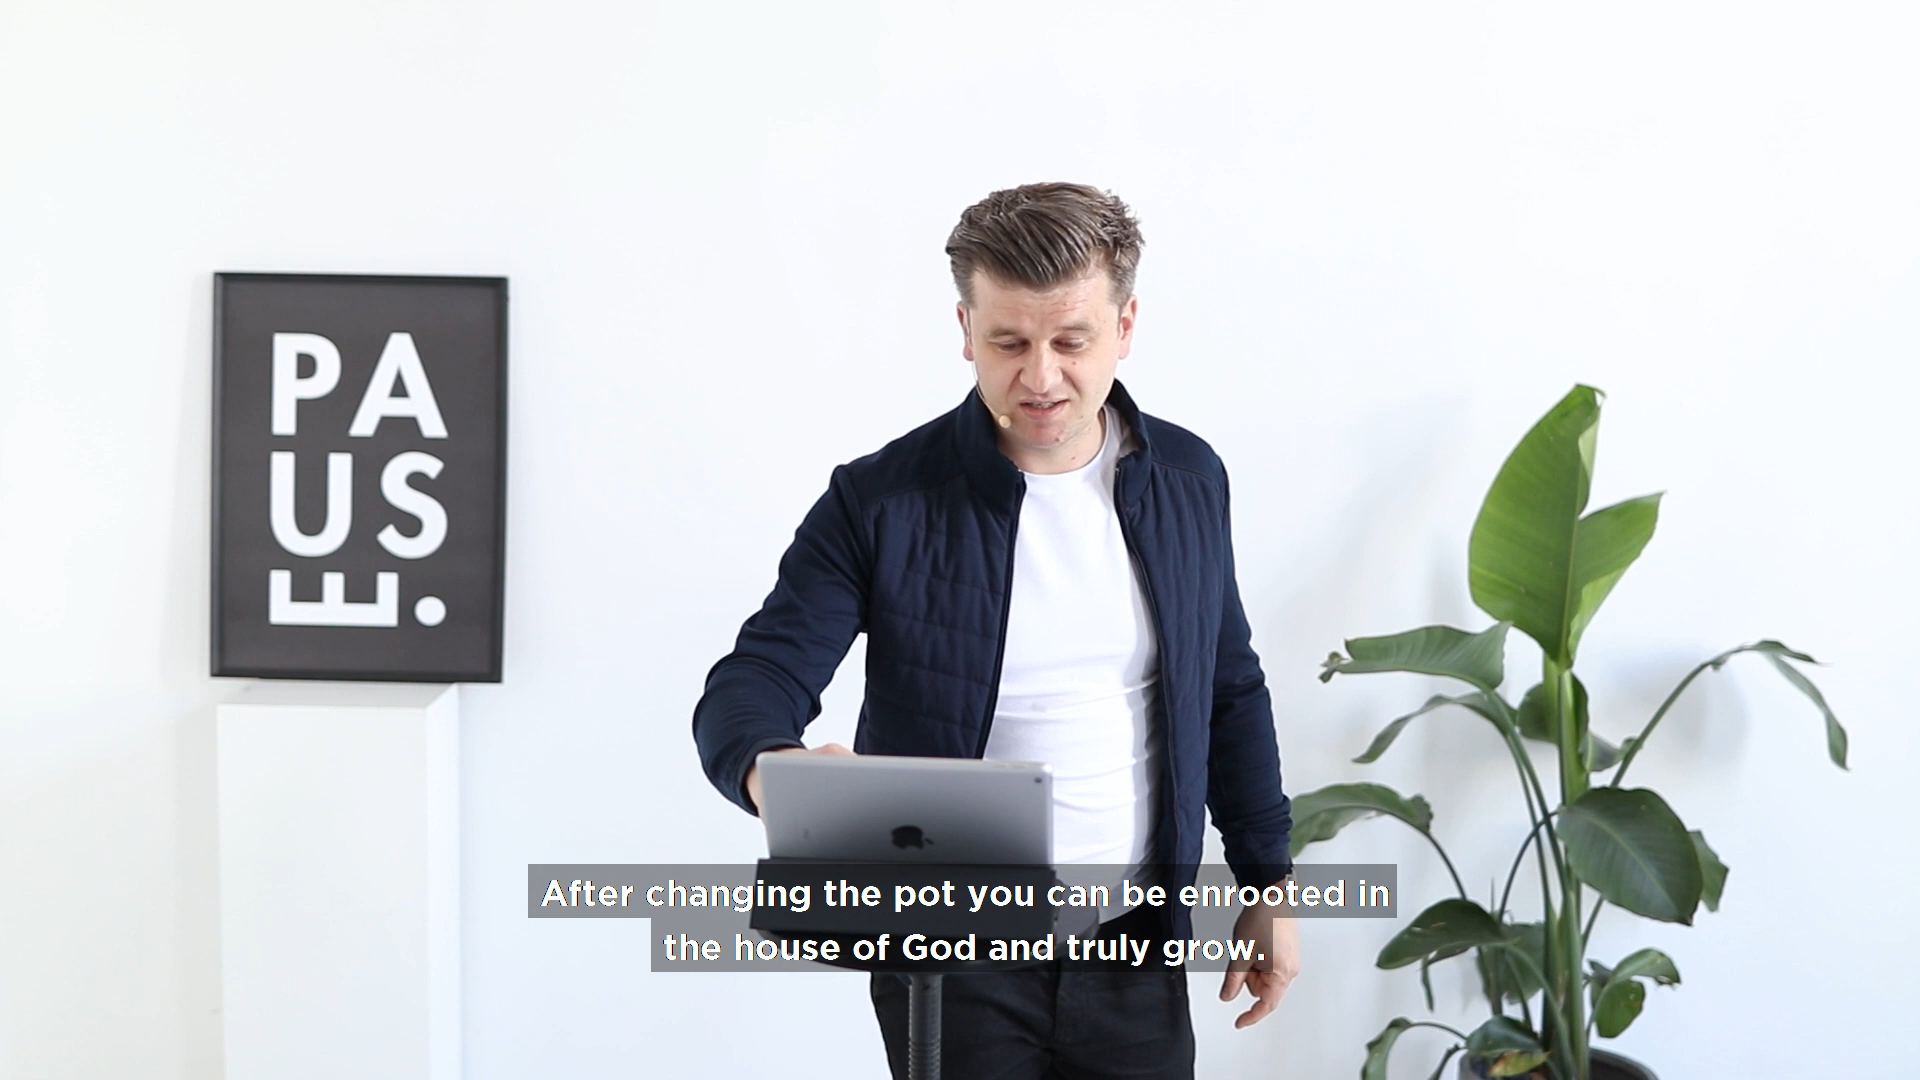 PA
US
E.
After changing the pot you can be enrooted in
the house of God and truly grow.